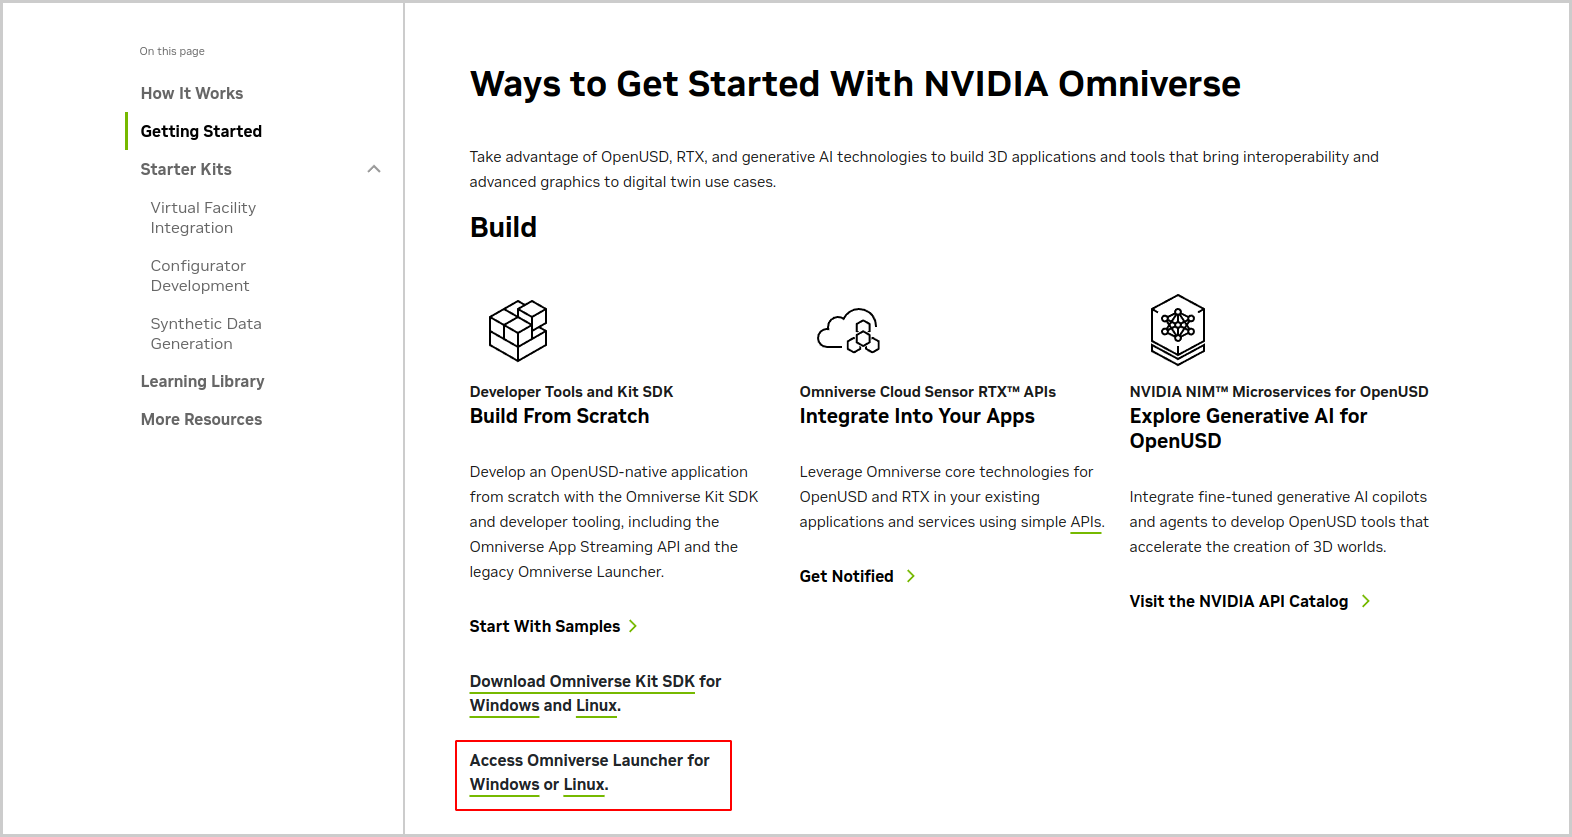 On this page
How It Works
Getting Started
Starter Kits
Virtual Facility
Integration
Configurator
Development
Synthetic Data
Generation
Learning Library
More Resources
Ways to Get Started With NVIDIA Omniverse
Take advantage of OpenUSD, RTX, and generative AI technologies to build 3D applications and tools that bring interoperability and
advanced graphics to digital twin use cases.
Build
Developer Tools and Kit SDK
Build From Scratch
Develop an OpenUSD-native application
from scratch with the Omniverse Kit SDK
and developer tooling, including the
Omniverse App Streaming API and the
legacy Omniverse Launcher.
Start With Samples
Download Omniverse Kit SDK for
Windows and Linux.
Access Omniverse Launcher for
Windows or Linux.
Omniverse Cloud Sensor RTX™ APIs
Integrate Into Your Apps
Leverage Omniverse core technologies for
OpenUSD and RTX in your existing
applications and services using simple APIs.
Get Notified
NVIDIA NIM™ Microservices for OpenUSD
Explore Generative AI for
OpenUSD
Integrate fine-tuned generative AI copilots
and agents to develop OpenUSD tools that
accelerate the creation of 3D worlds.
Visit the NVIDIA API Catalog